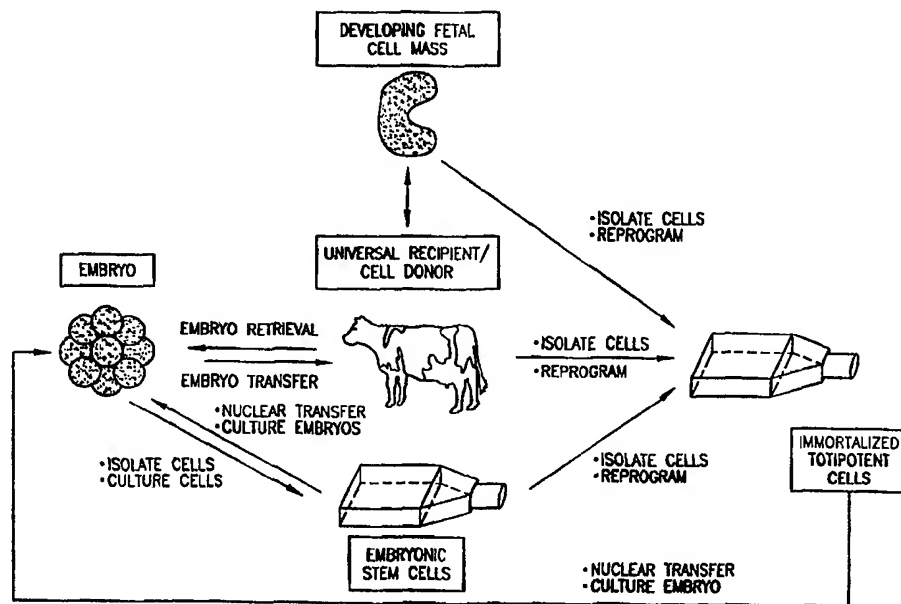 DEVELOPING FETAL
CELL MASS
•ISOLATE CELLS
•REPROGRAM
UNIVERSAL RECIPIENT/
CELL DONOR
EMBRYO
EMBRYO RETRIEVAL
EMBRYO TRANSFER
•ISOLATE CELLS
•REPROGRAM
•NUCLEAR TRANSFER
•CULTURE EMBRYOS
•ISOLATE CELLS
•CULTURE CELLS
•ISOLATE CELLS
•REPROGRAM
IMMORTALIZED
TOTIPOTENT
CELLS
EMBRYONIC
STEM CELLS
•NUCLEAR TRANSFER
•CULTURE EMBRYO